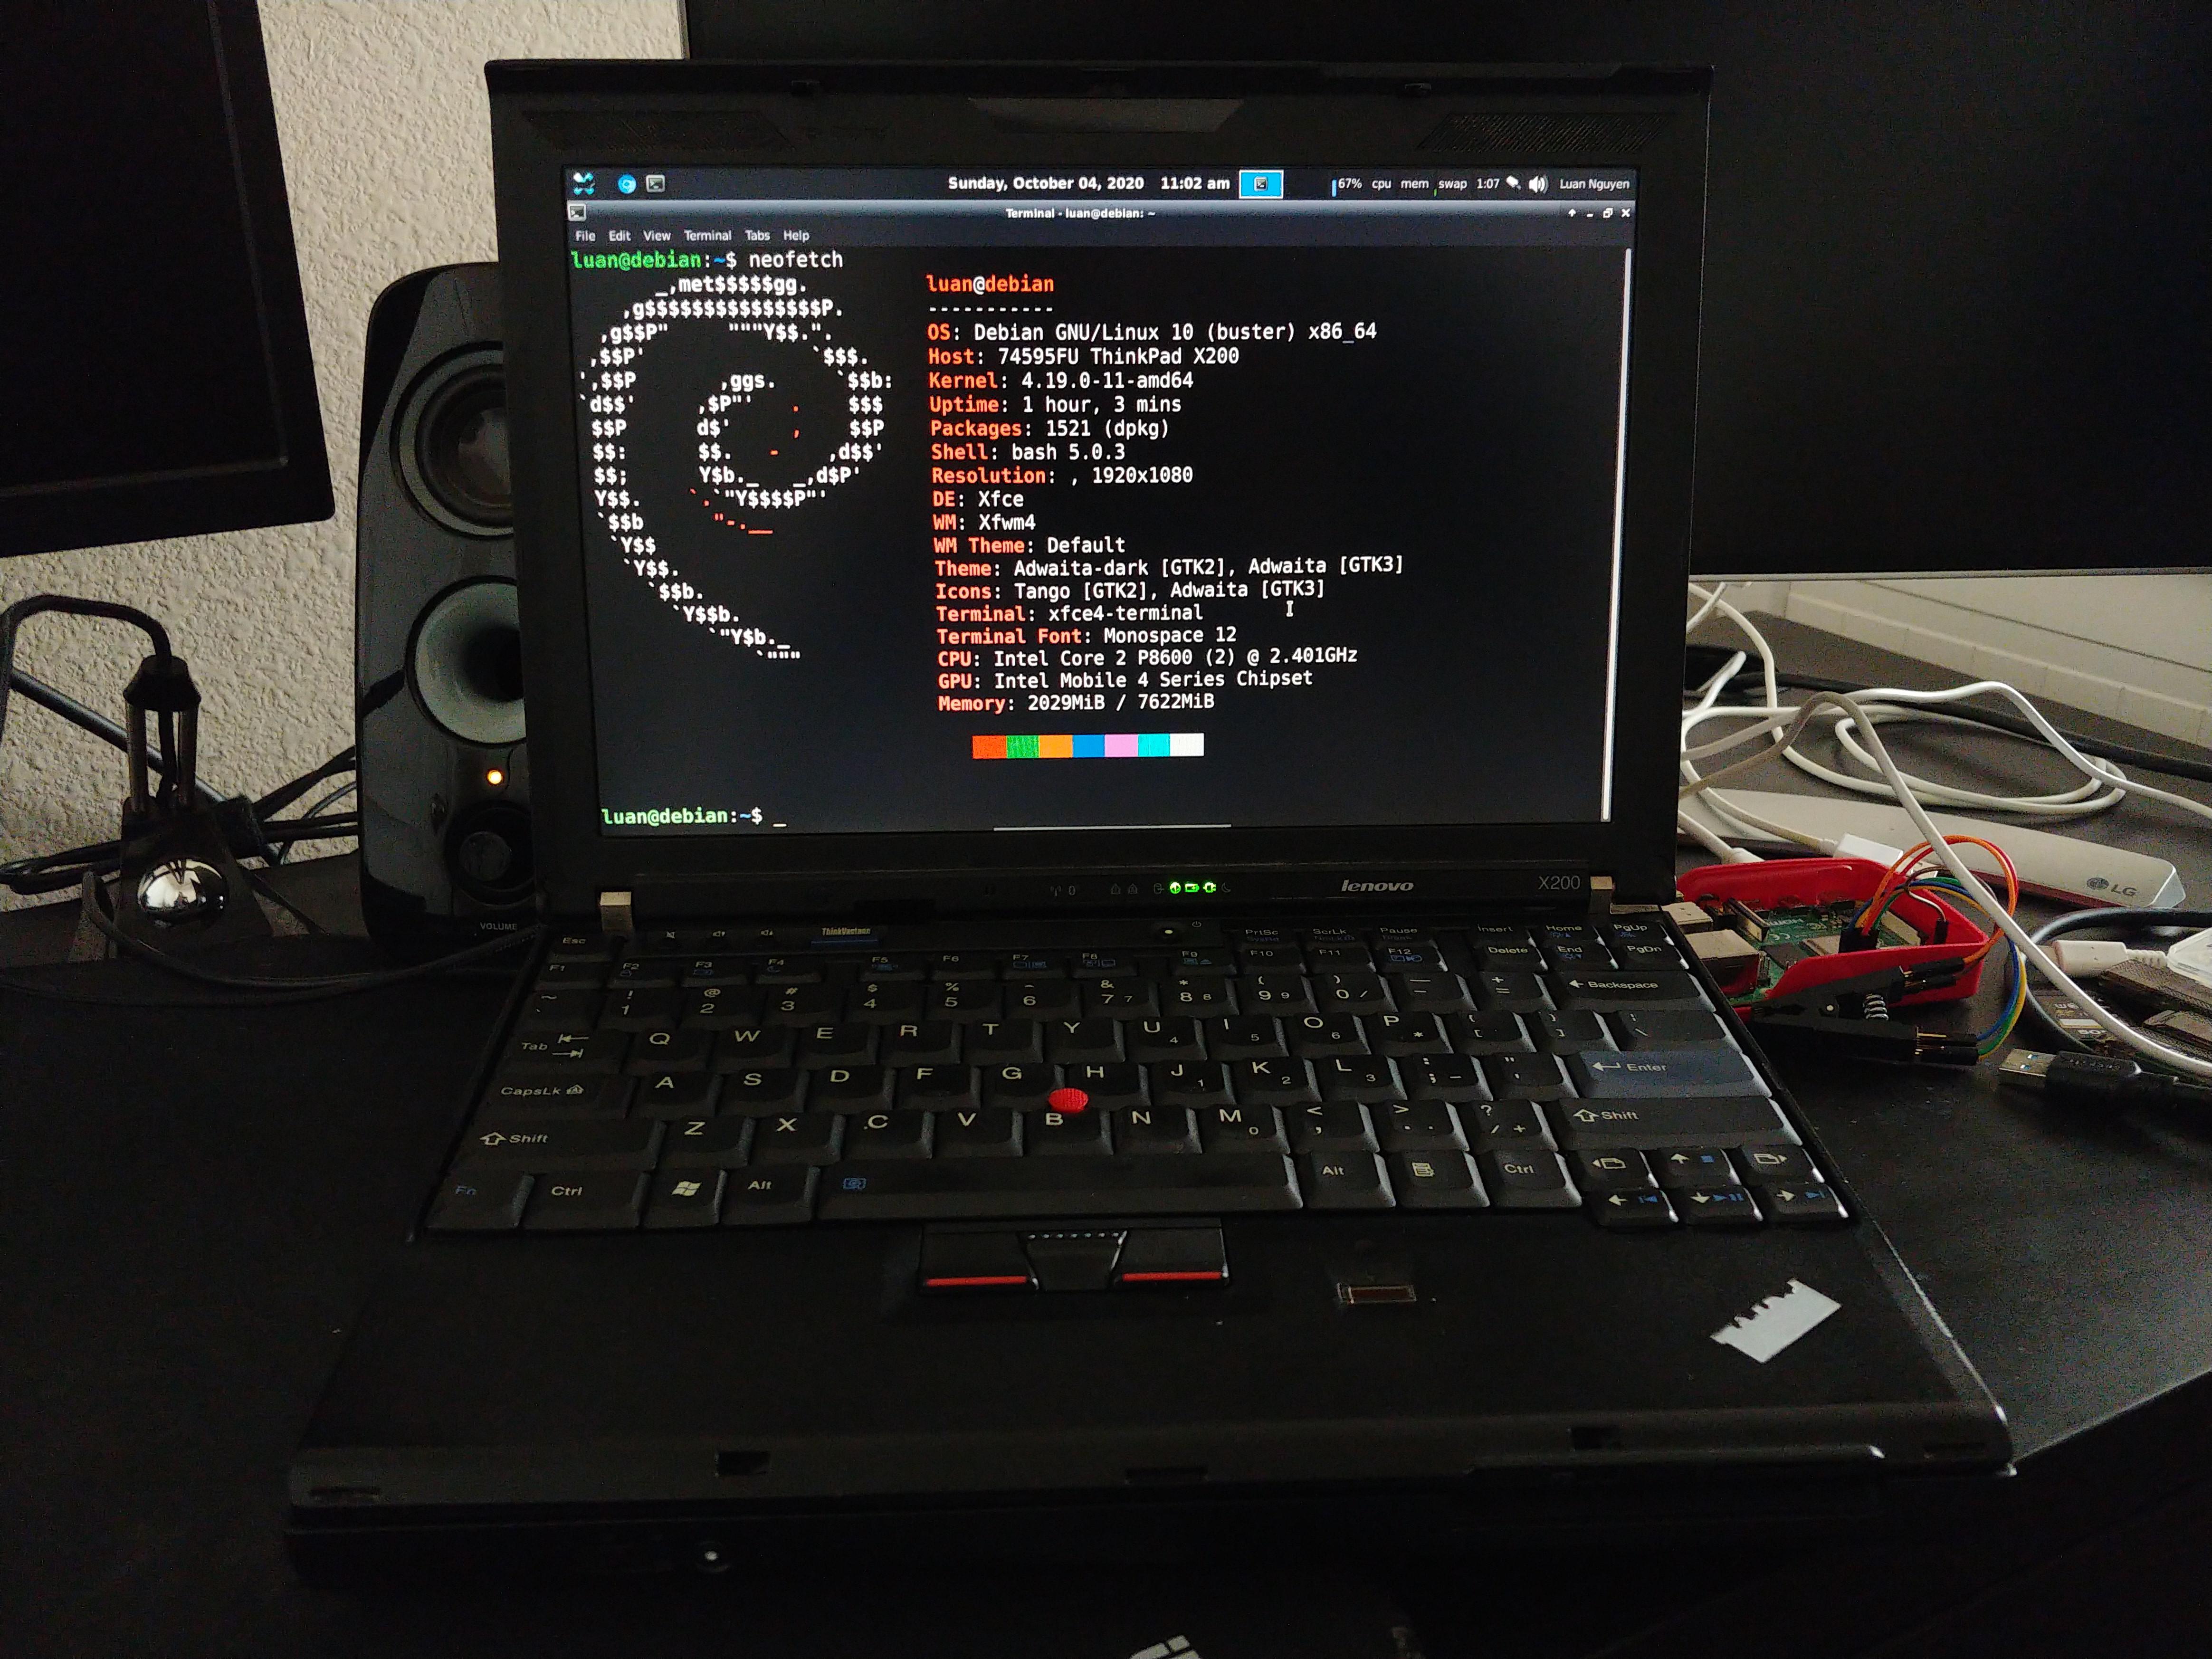 Sunday, October 04, 2020 11:02 am 67% cpu mem swap 1:07 Luan Nguyen
Terminal - luan@debian: ~
File Edit View Terminal Tabs Help
luan@debian:~$ neofetch
_,met$$$$$gg.
,g$$$$$$$$$$$$$$$P.
,g$$P" """Y$$.".
,$$P' `$$$.
',$$P ,ggs. `$$b:
`d$$' ,$P"' . $$$
$$P d$' , $$P
$$: $$. - ,d$$'
$$; Y$b._ _,d$P'
Y$$. `.`"Y$$$$P"'
`$$b "-.__
`Y$$
`Y$$.
`$$b.
`Y$$b.
`"Y$b._
`"""
luan@debian
-----------
OS: Debian GNU/Linux 10 (buster) x86_64
Host: 74595FU ThinkPad X200
Kernel: 4.19.0-11-amd64
Uptime: 1 hour, 3 mins
Packages: 1521 (dpkg)
Shell: bash 5.0.3
Resolution: , 1920x1080
DE: Xfce
WM: Xfwm4
WM Theme: Default
Theme: Adwaita-dark [GTK2], Adwaita [GTK3]
Icons: Tango [GTK2], Adwaita [GTK3]
Terminal: xfce4-terminal
Terminal Font: Monospace 12
CPU: Intel Core 2 P8600 (2) @ 2.401GHz
GPU: Intel Mobile 4 Series Chipset
Memory: 2029MiB / 7622MiB
luan@debian:~$ _
lenovo X200
LG
VOLUME
ThinkVantage
Esc PrtSc ScrLk Pause Insert Home PgUp
F1 F2 F3 F4 F5 F6 F7 F8 F9 F10 F11 F12 Delete End PgDn
~ ! @ # $ % ^ & * ( ) — +
` 1 2 3 4 5 6 7 7 8 8 9 9 0 / - = Backspace
Tab Q W E R T Y U 4 I 5 O 6 P * [ ] \
CapsLk A S D F G H J 1 K 2 L 3 ; - ' " Enter
Shift Z X C V B N M 0 < , > . . ? / + Shift
Fn Ctrl Alt Alt Ctrl